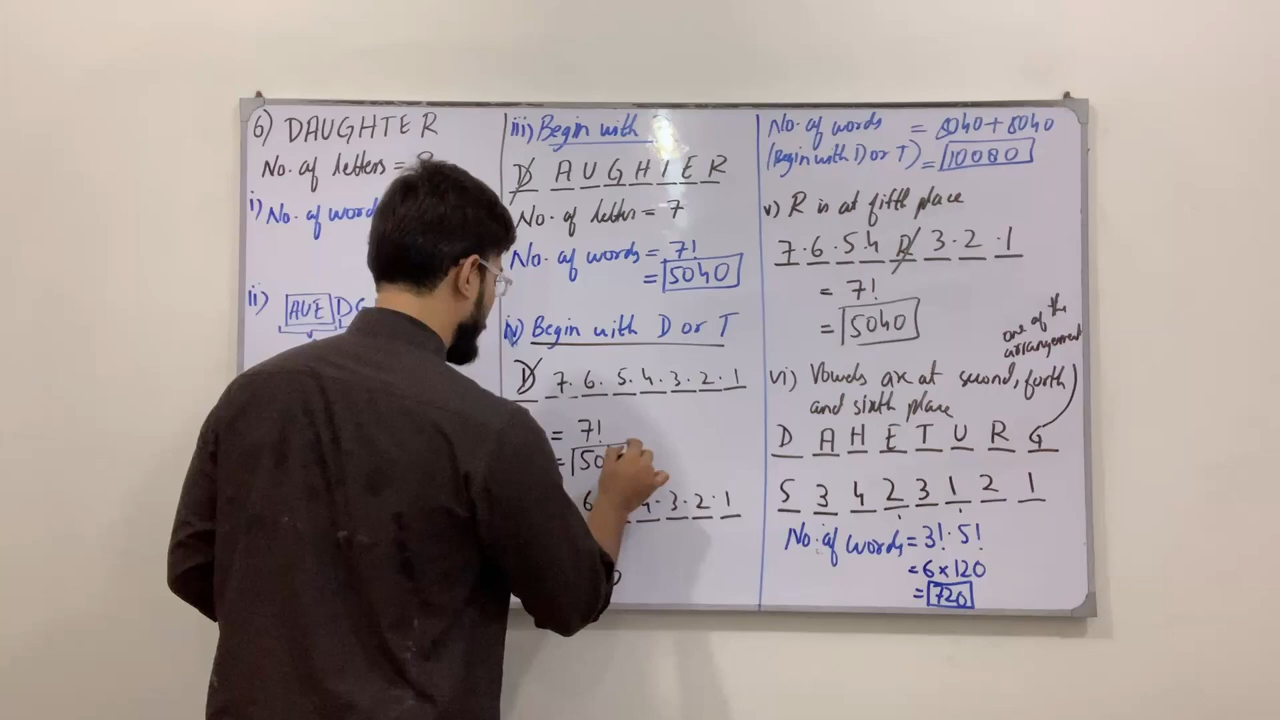 6) DAUGHTER
No. of letters =
i) No. of words
ii) AUE D
iii) Begin with
D A U G H T E R
No. of letters = 7
No. of words = 7!
= 5040
iv) Begin with D or T
D 7. 6. 5. 4. 3. 2. 1
= 7!
= 50
6 4. 3. 2. 1
No. of words = 5040 + 5040
(Begin with D or T) = 10080
v) R is at fifth place
7. 6. 5. 4 R 3. 2. 1
= 7!
= 5040
one of the
arrangement
vi) Vowels are at second, forth
and sixth place
D A H E T U R G
5 3 4 2 3 1 2 1
No. of words = 3! . 5!
= 6 x 120
= 720